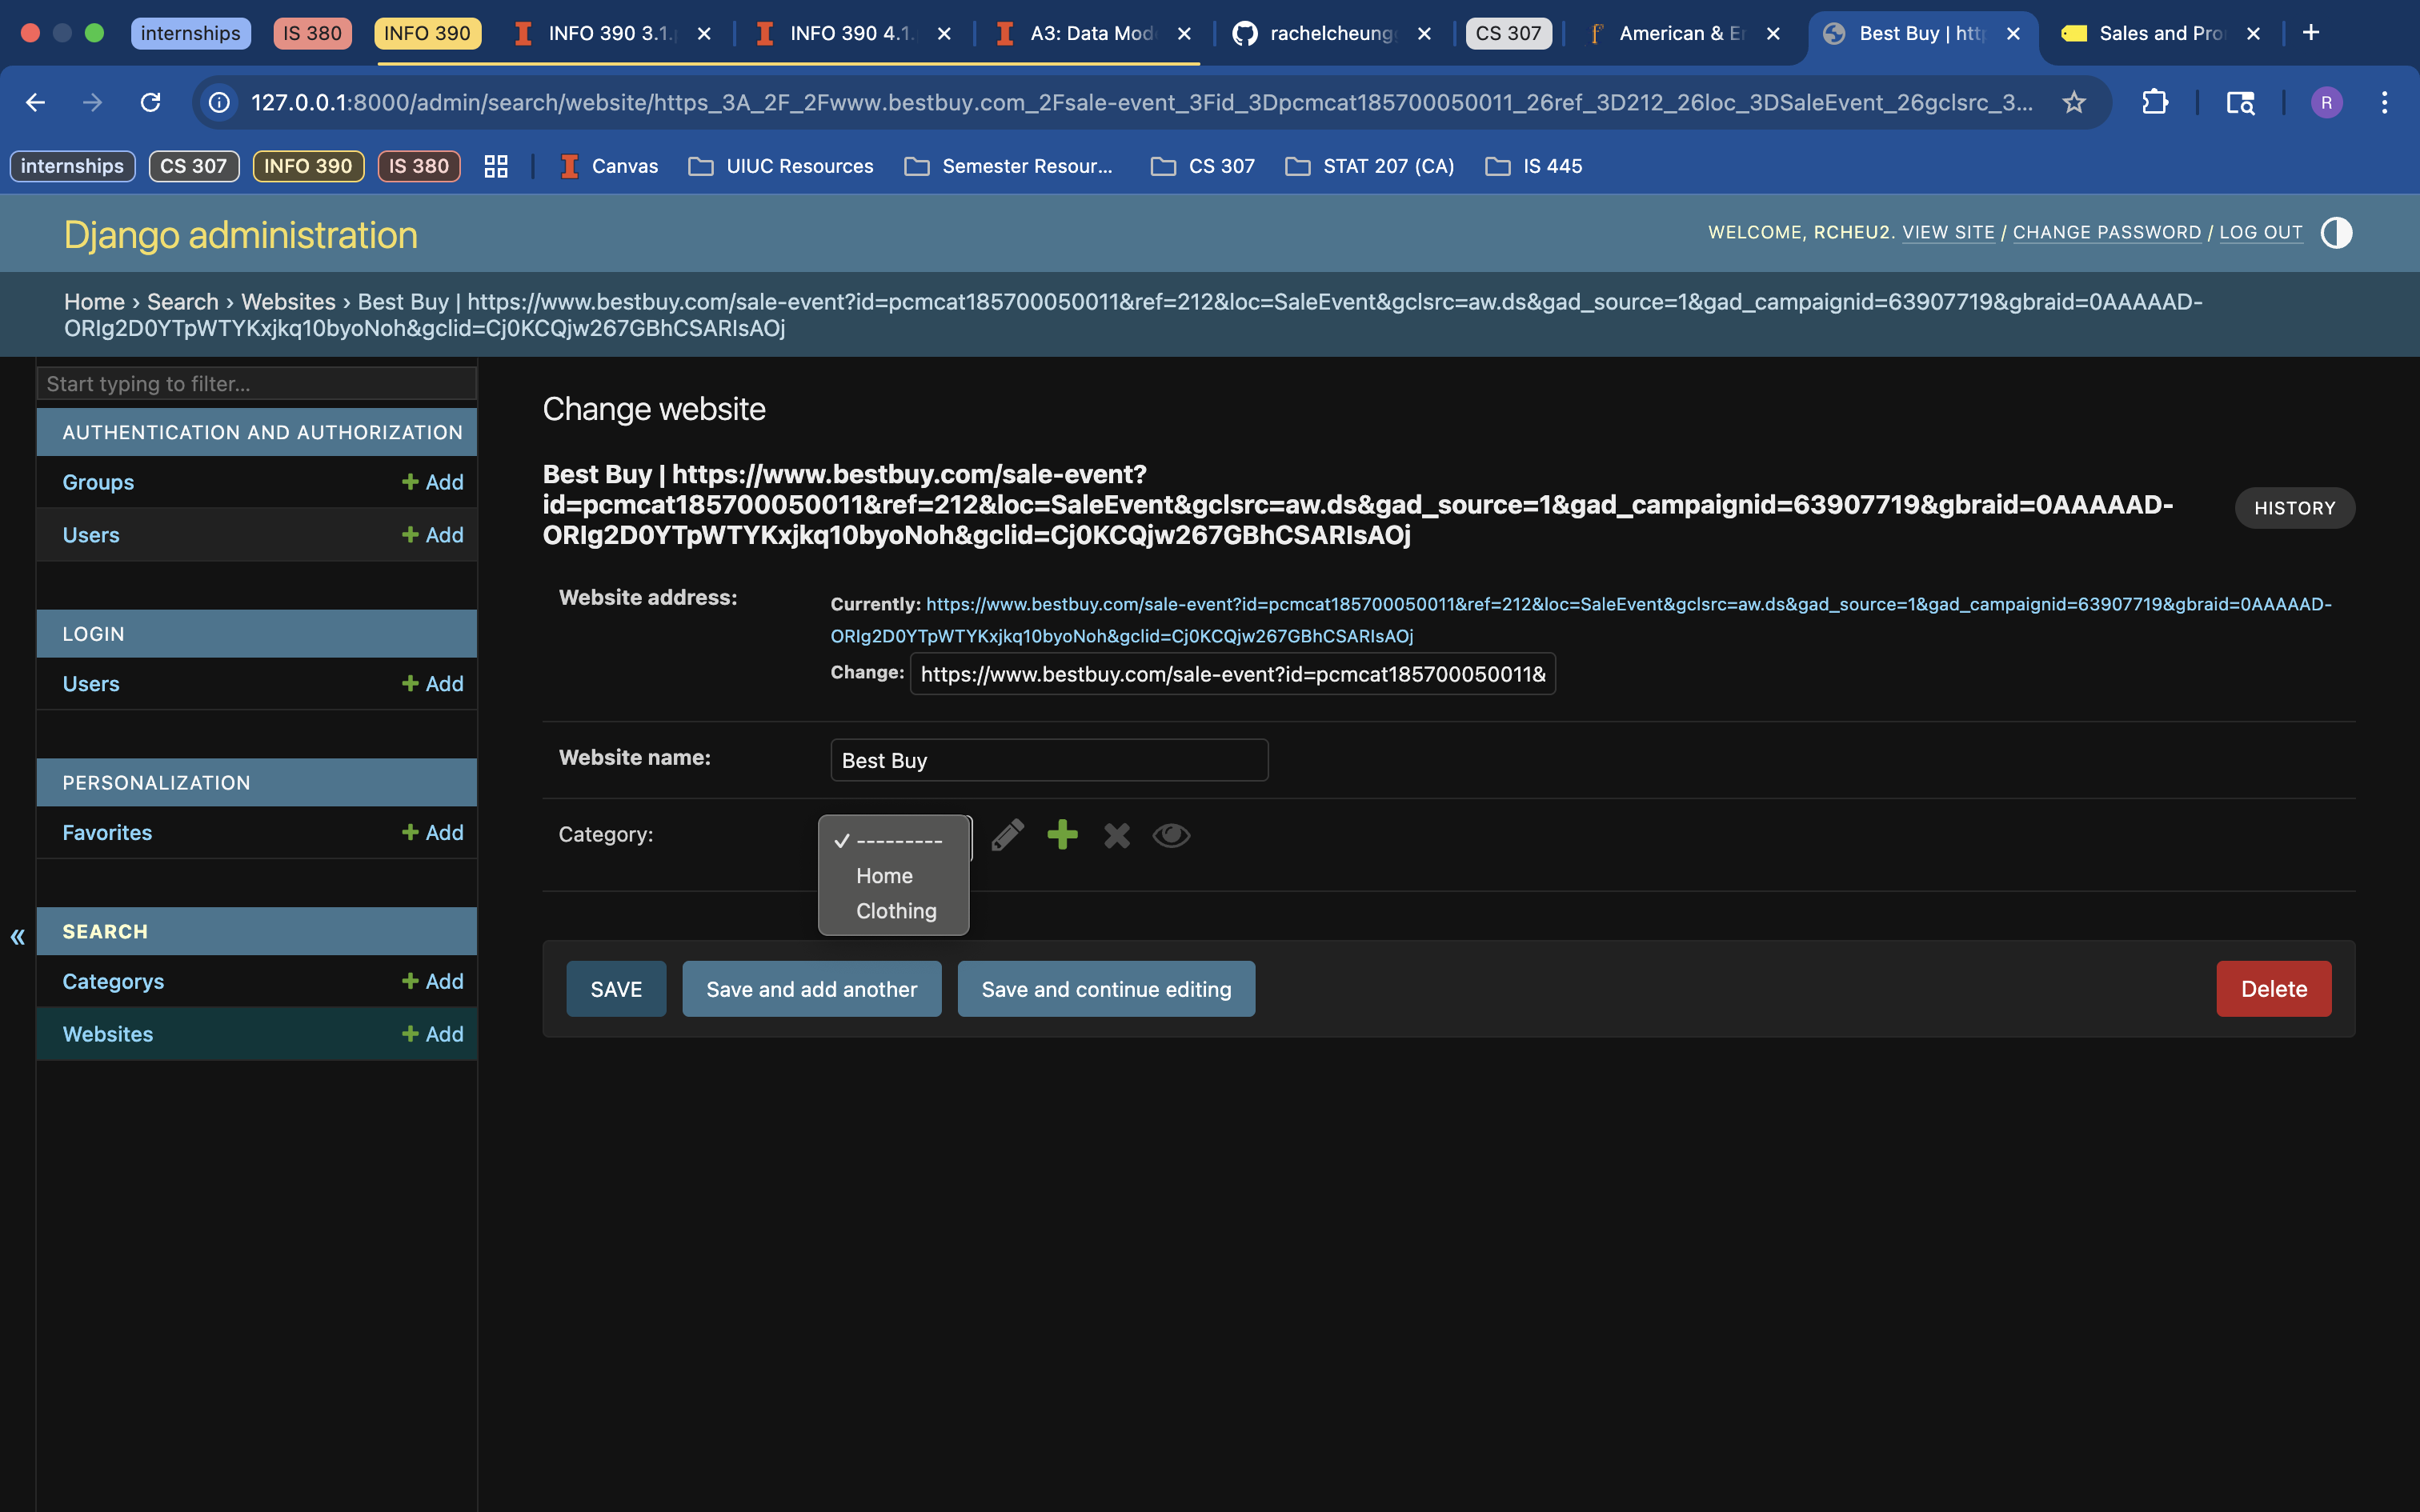 internships IS 380 INFO 390 INFO 390 3.1. INFO 390 4.1. A3: Data Mod rachelcheung CS 307 American & Er Best Buy | htt Sales and Pro
127.0.0.1:8000/admin/search/website/https_3A_2F_2Fwww.bestbuy.com_2Fsale-event_3Fid_3Dpcmcat185700050011_26ref_3D212_26loc_3DSaleEvent_26gclsrc_3... R
internships CS 307 INFO 390 IS 380 Canvas UIUC Resources Semester Resour... CS 307 STAT 207 (CA) IS 445
Django administration
WELCOME, RCHEU2. VIEW SITE / CHANGE PASSWORD / LOG OUT
Home › Search › Websites › Best Buy | https://www.bestbuy.com/sale-event?id=pcmcat185700050011&ref=212&loc=SaleEvent&gclsrc=aw.ds&gad_source=1&gad_campaignid=63907719&gbraid=0AAAAAD-
ORIg2D0YTpWTYKxjkq10byoNoh&gclid=Cj0KCQjw267GBhCSARIsAOj
Start typing to filter...
AUTHENTICATION AND AUTHORIZATION
Groups + Add
Users + Add
LOGIN
Users + Add
PERSONALIZATION
Favorites + Add
SEARCH
Categorys + Add
Websites + Add
«
Change website
Best Buy | https://www.bestbuy.com/sale-event?
id=pcmcat185700050011&ref=212&loc=SaleEvent&gclsrc=aw.ds&gad_source=1&gad_campaignid=63907719&gbraid=0AAAAAD-
ORIg2D0YTpWTYKxjkq10byoNoh&gclid=Cj0KCQjw267GBhCSARIsAOj
HISTORY
Website address:
Currently: https://www.bestbuy.com/sale-event?id=pcmcat185700050011&ref=212&loc=SaleEvent&gclsrc=aw.ds&gad_source=1&gad_campaignid=63907719&gbraid=0AAAAAD-
ORIg2D0YTpWTYKxjkq10byoNoh&gclid=Cj0KCQjw267GBhCSARIsAOj
Change: https://www.bestbuy.com/sale-event?id=pcmcat185700050011&
Website name: Best Buy
Category:
✓ ---------
Home
Clothing
SAVE Save and add another Save and continue editing Delete